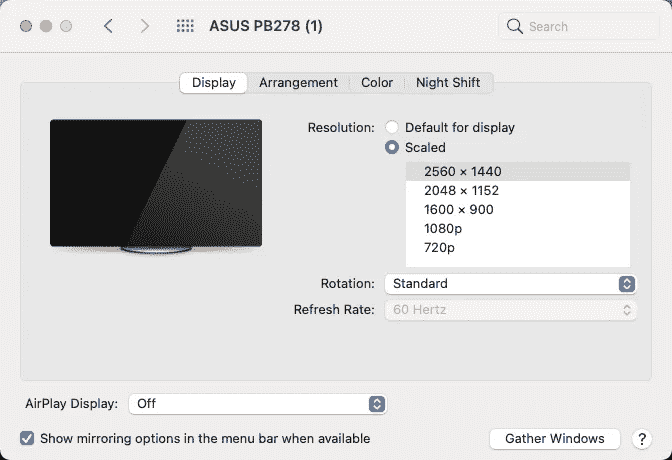 ASUS PB278 (1)
Search
Display Arrangement Color Night Shift
Resolution: Default for display
Scaled
2560 × 1440
2048 × 1152
1600 × 900
1080p
720p
Rotation: Standard
Refresh Rate: 60 Hertz
AirPlay Display: Off
Show mirroring options in the menu bar when available
Gather Windows ?